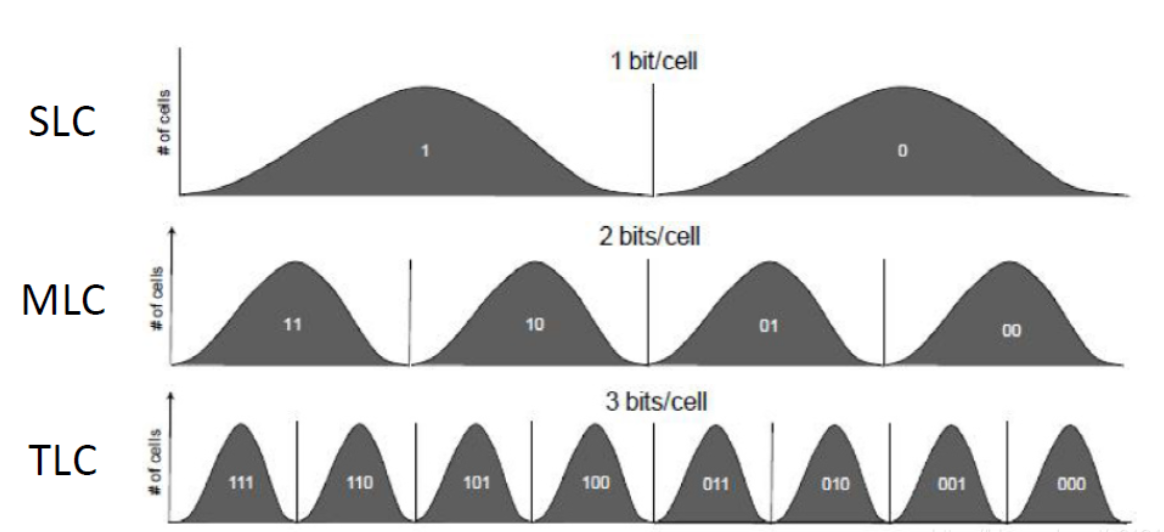 1 bit/cell
SLC
# of cells
1
0
2 bits/cell
MLC
# of cells
11
10
01
00
3 bits/cell
TLC
# of cells
111
110
101
100
011
010
001
000